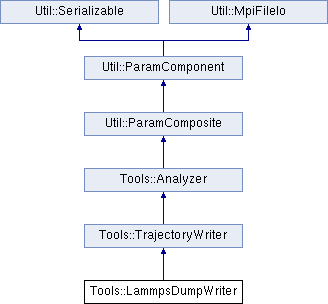 Util::Serializable
Util::MpiFileIo
Util::ParamComponent
Util::ParamComposite
Tools::Analyzer
Tools::TrajectoryWriter
Tools::LammpsDumpWriter